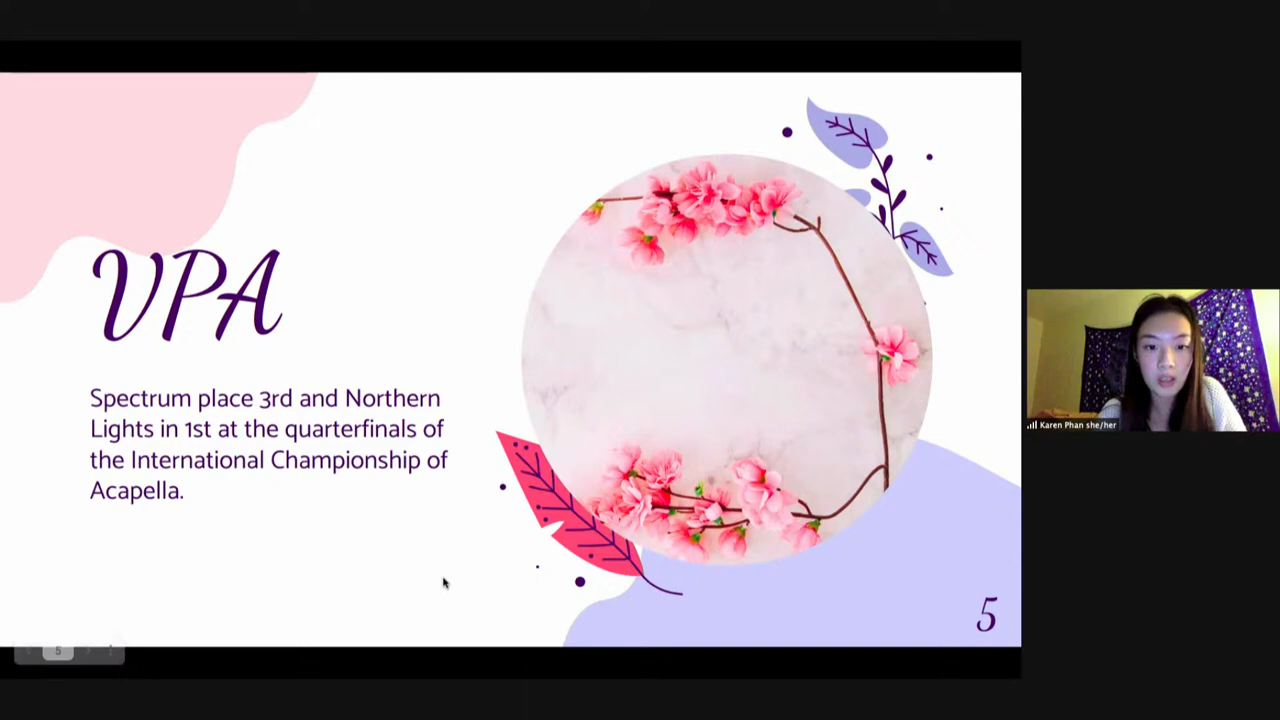 VPA
Spectrum place 3rd and Northern
Lights in 1st at the quarterfinals of
the International Championship of
Acapella.
5
Karen Phan she/her
5